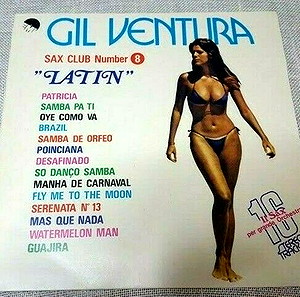 GIL VENTURA
SAX CLUB Number 8
"LATIN"
PATRICIA
SAMBA PA TI
OYE COMO VA
BRAZIL
SAMBA DE ORFEO
POINCIANA
DESAFINADO
SO DANÇO SAMBA
MANHA DE CARNAVAL
FLY ME TO THE MOON
SERENATA N° 13
MAS QUE NADA
WATERMELON MAN
GUAJIRA
16
per grande Orchestra